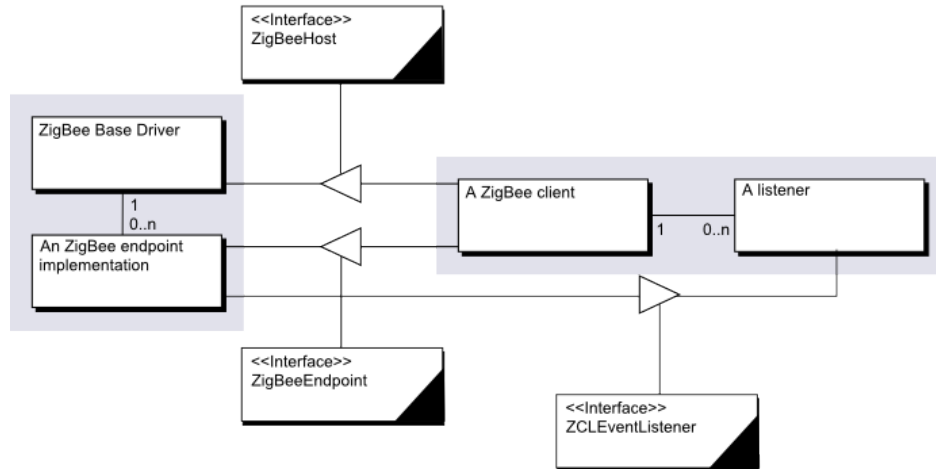 <<Interface>>
ZigBeeHost
ZigBee Base Driver
1
0..n
An ZigBee endpoint
implementation
A ZigBee client
1
0..n
A listener
<<Interface>>
ZigBeeEndpoint
<<Interface>>
ZCLEventListener